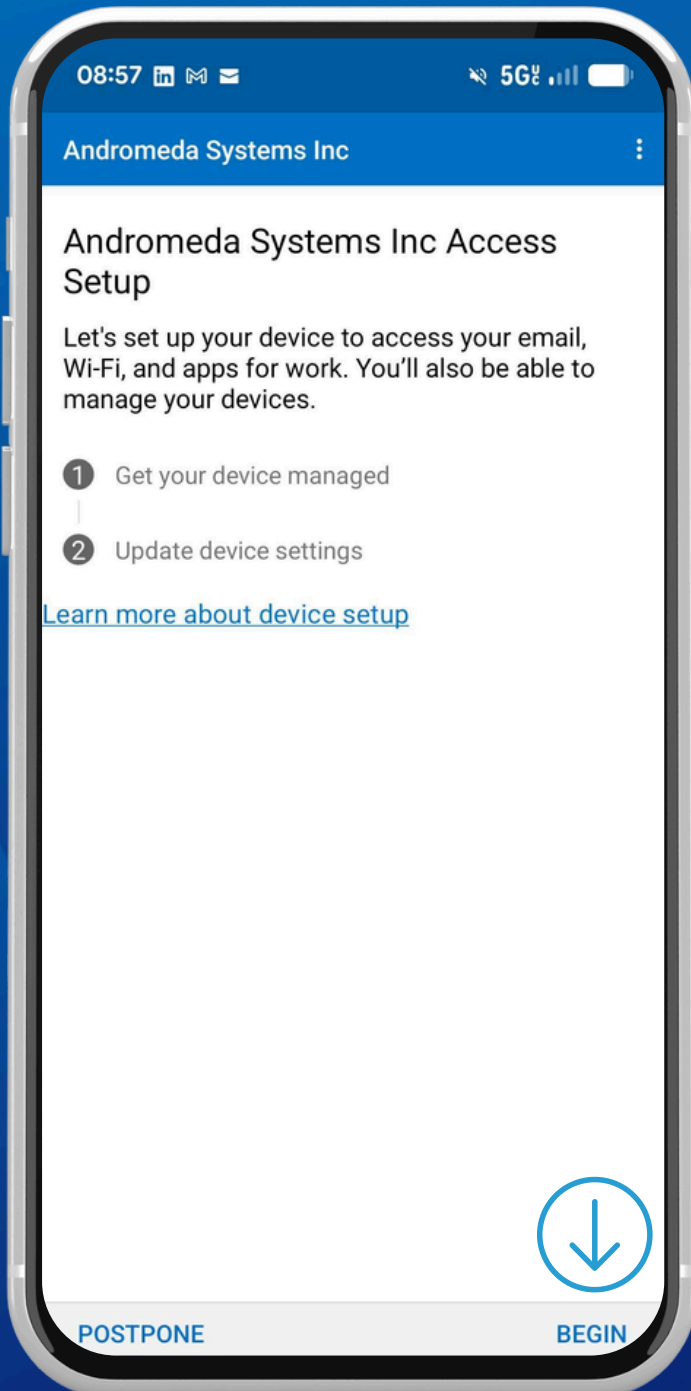 08:57 5G
Andromeda Systems Inc
Andromeda Systems Inc Access
Setup
Let's set up your device to access your email,
Wi-Fi, and apps for work. You’ll also be able to
manage your devices.
1 Get your device managed
2 Update device settings
Learn more about device setup
POSTPONE BEGIN